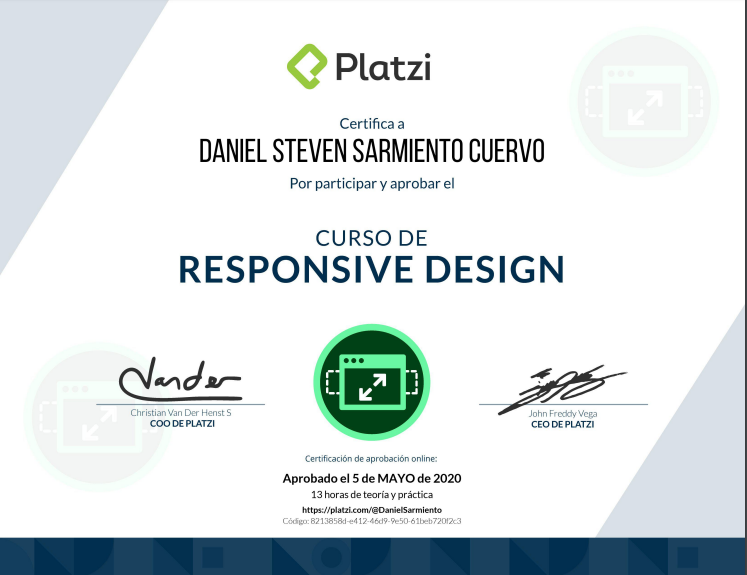 Platzi
Certifica a
DANIEL STEVEN SARMIENTO CUERVO
Por participar y aprobar el
CURSO DE
RESPONSIVE DESIGN
Vander
Christian Van Der Henst S
COO DE PLATZI
John Freddy Vega
CEO DE PLATZI
Certificación de aprobación online:
Aprobado el 5 de MAYO de 2020
13 horas de teoría y práctica
https://platzi.com/@DanielSarmiento
Código: 8213858d-e412-46d9-9e50-61beb720f2c3